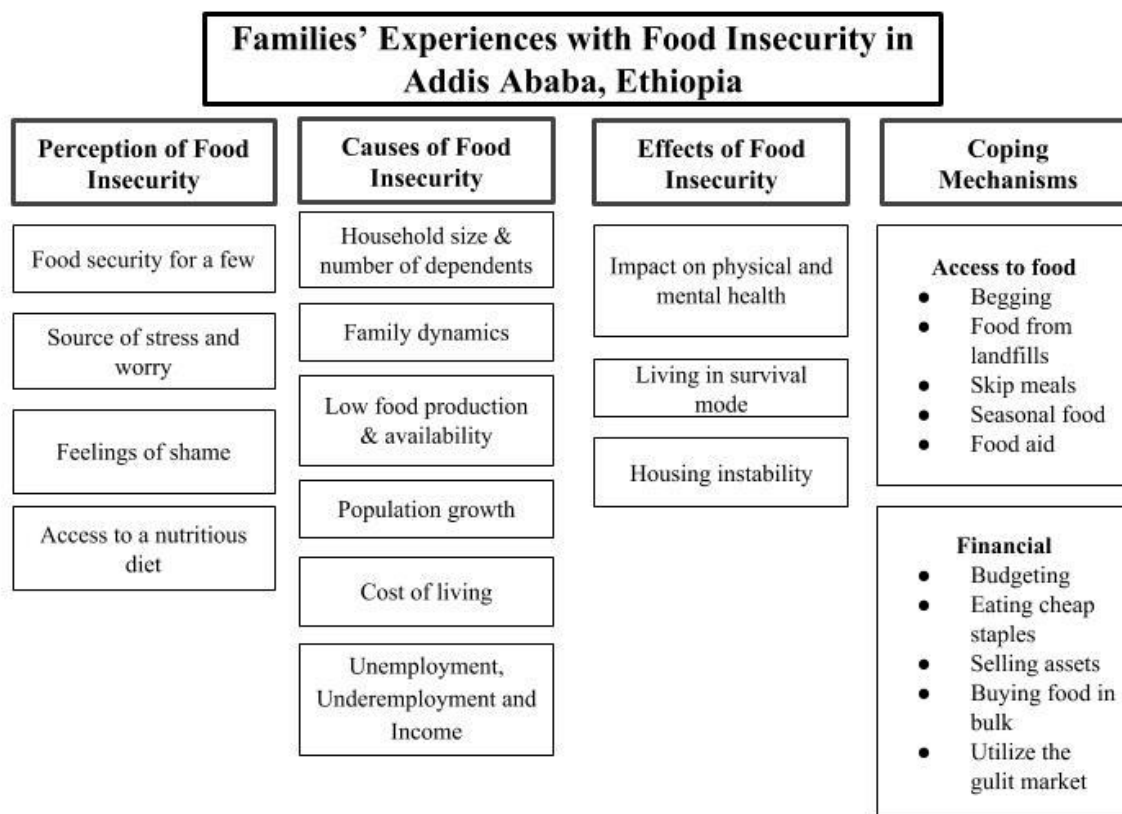 Families’ Experiences with Food Insecurity in
Addis Ababa, Ethiopia
Perception of Food
Insecurity
Food security for a few
Source of stress and
worry
Feelings of shame
Access to a nutritious
diet
Causes of Food
Insecurity
Household size &
number of dependents
Family dynamics
Low food production
& availability
Population growth
Cost of living
Unemployment,
Underemployment and
Income
Effects of Food
Insecurity
Impact on physical and
mental health
Living in survival
mode
Housing instability
Coping
Mechanisms
Access to food
● Begging
● Food from
landfills
● Skip meals
● Seasonal food
● Food aid
Financial
● Budgeting
● Eating cheap
staples
● Selling assets
● Buying food in
bulk
● Utilize the
gulit market